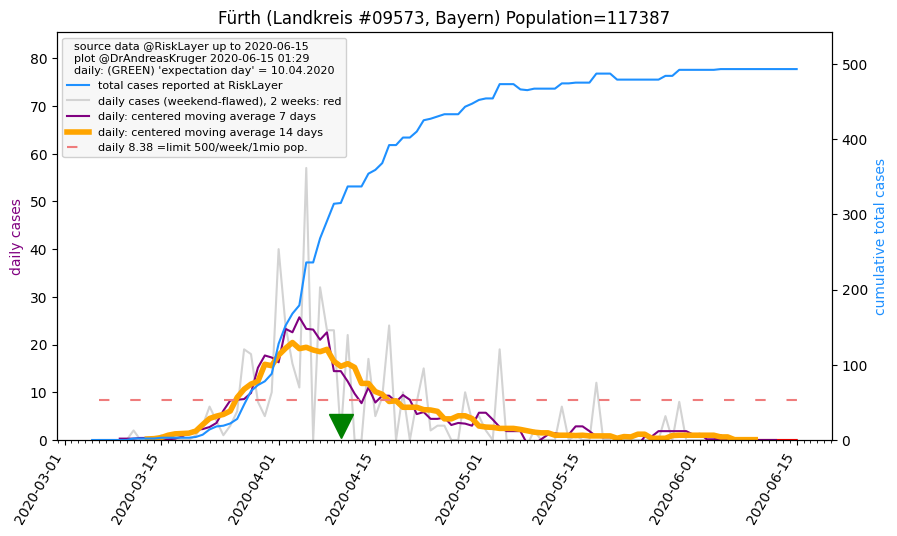 Fürth (Landkreis #09573, Bayern) Population=117387
source data @RiskLayer up to 2020-06-15
plot @DrAndreasKruger 2020-06-15 01:29
daily: (GREEN) 'expectation day' = 10.04.2020
total cases reported at RiskLayer
daily cases (weekend-flawed), 2 weeks: red
daily: centered moving average 7 days
daily: centered moving average 14 days
daily 8.38 =limit 500/week/1mio pop.
daily cases
80
70
60
50
40
30
20
10
0
cumulative total cases
500
400
300
200
100
0
2020-03-01
2020-03-15
2020-04-01
2020-04-15
2020-05-01
2020-05-15
2020-06-01
2020-06-15